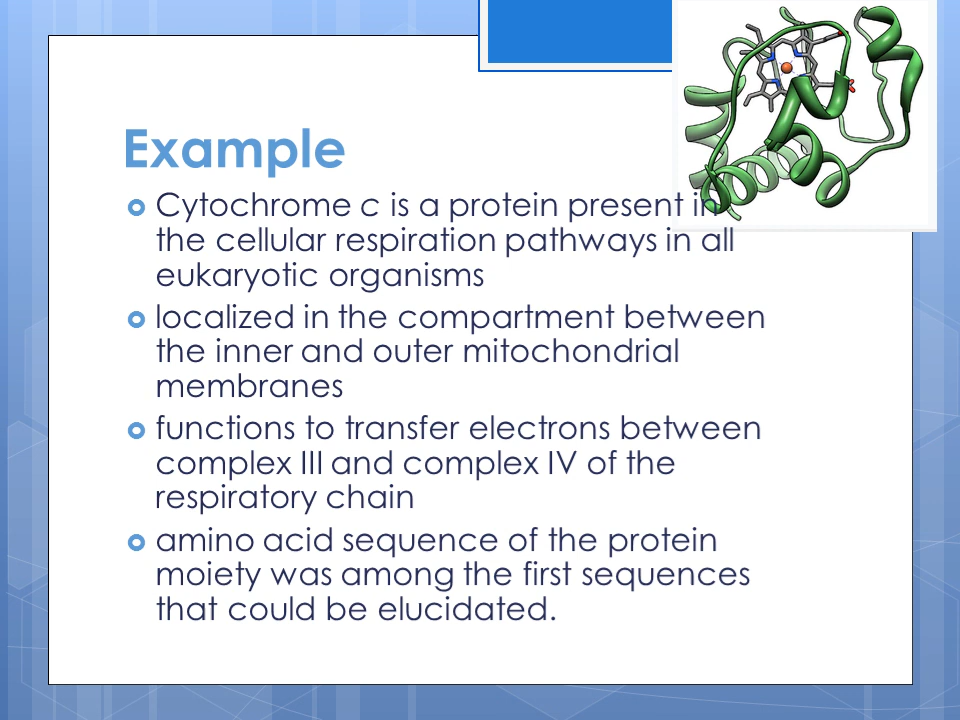 Example
Cytochrome c is a protein present in
the cellular respiration pathways in all
eukaryotic organisms
localized in the compartment between
the inner and outer mitochondrial
membranes
functions to transfer electrons between
complex III and complex IV of the
respiratory chain
amino acid sequence of the protein
moiety was among the first sequences
that could be elucidated.